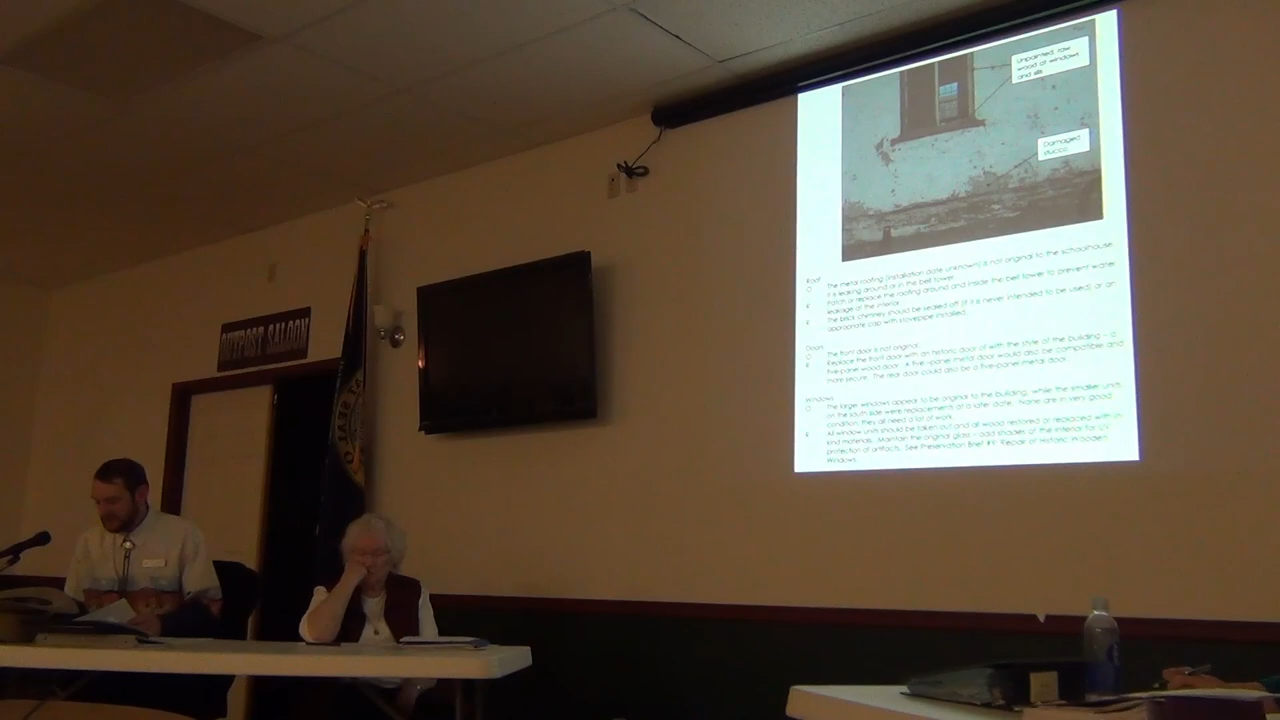 Unpainted, raw
wood of windows
and sills
Damaged
stucco
Roof
O The metal roofing (installation date unknown) is not original to the schoolhouse.
It is leaking around or in the bell tower.
R Patch or replace the roofing around and inside the bell tower to prevent water
leakage of the interior.
R The brick chimney should be sealed off (if it is never intended to be used) or an
appropriate cap with stovepipe installed.
Doors
O The front door is not original.
R Replace the front door with an historic door of with the style of the building – a
five-panel wood door. A five-panel metal door would also be compatible and
more secure. The rear door could also be a five-panel metal door.
Windows
O The larger windows appear to be original to the building, while the smaller units
on the south side were replacements at a later date. None are in very good
condition; they all need a lot of work.
R All window units should be taken out and all wood restored or replaced with in
kind materials. Maintain the original glass – add shades of the interior for UV
protection of artifacts. See Preservation Brief #9: Repair of Historic Wooden
Windows.
OUTPOST SALOON